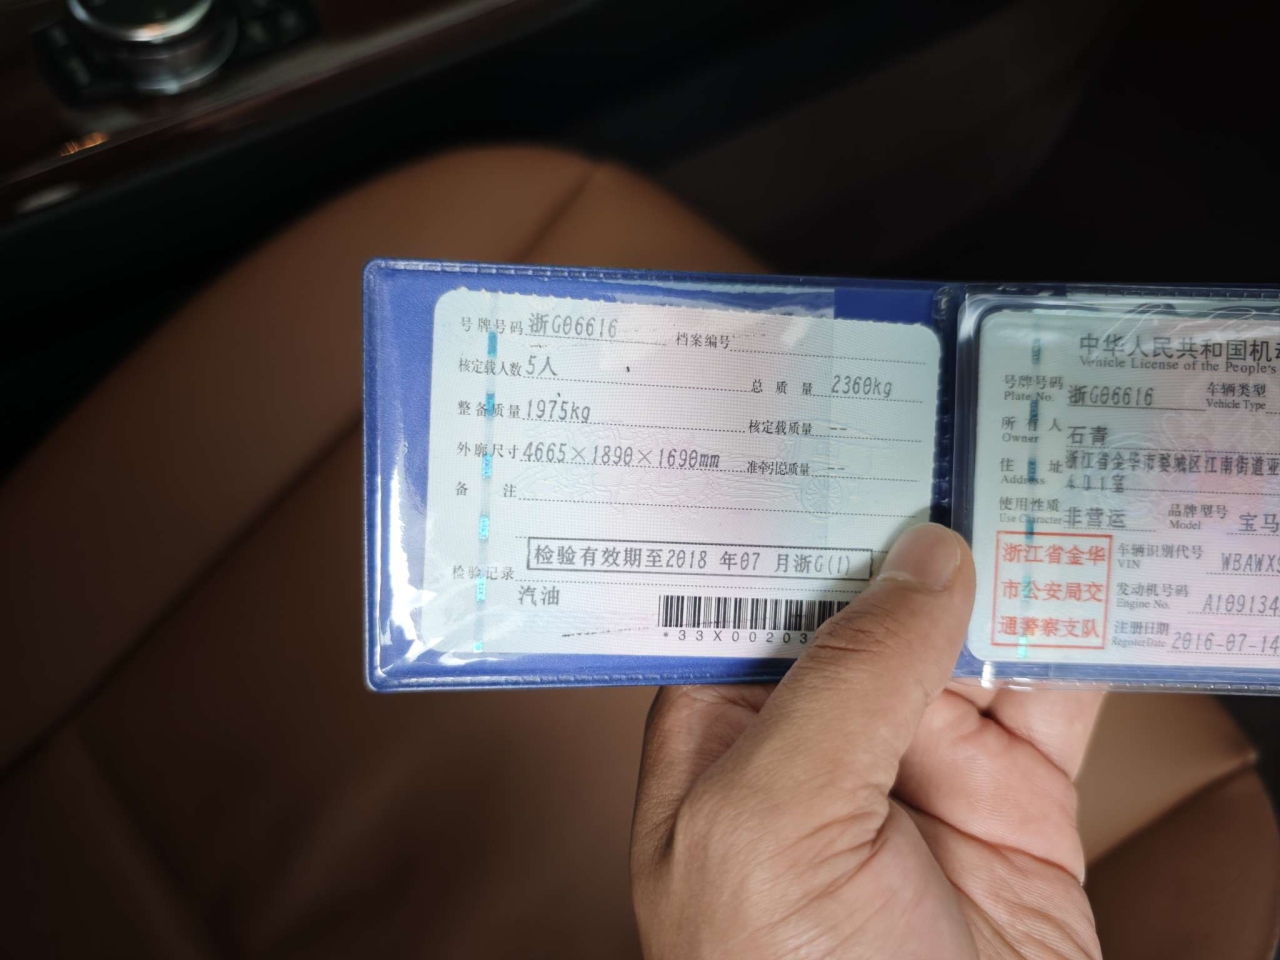 号牌号码 浙G06616 档案编号
核定载人数 5人 总质量 2360kg
整备质量 1975kg 核定载质量 --
外廓尺寸 4665×1890×1690mm 准牵引总质量 --
备注
检验有效期至2018 年07 月浙G(1)
检验记录
汽油
*33X00203
中华人民共和国机
Vehicle License of the People's
号牌号码 浙G06616 车辆类型
Plate No. Vehicle Type
所有人 石青
Owner
住址 浙江省金华市婺城区江南街道
Address 401室
使用性质 非营运 品牌型号 宝马
Use Character Model
浙江省金华
市公安局交
通警察支队
车辆识别代号 WBAWX
VIN
发动机号码 A109134
Engine No.
注册日期 2016-07-14
Register Date